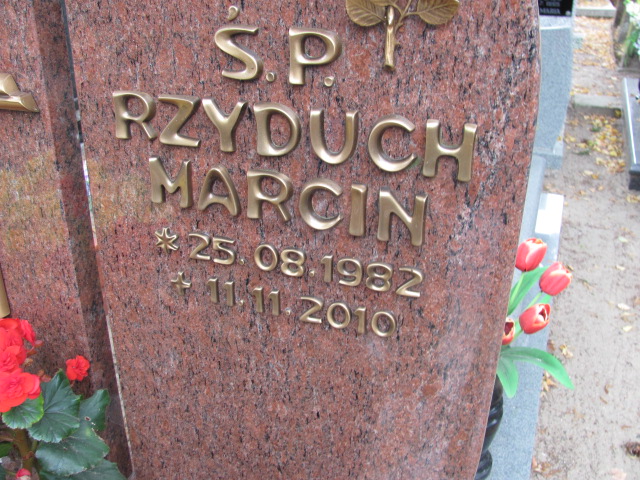 Ś.P.
RZYDUCH
MARCIN
* 25.08.1982
+ 11.11.2010